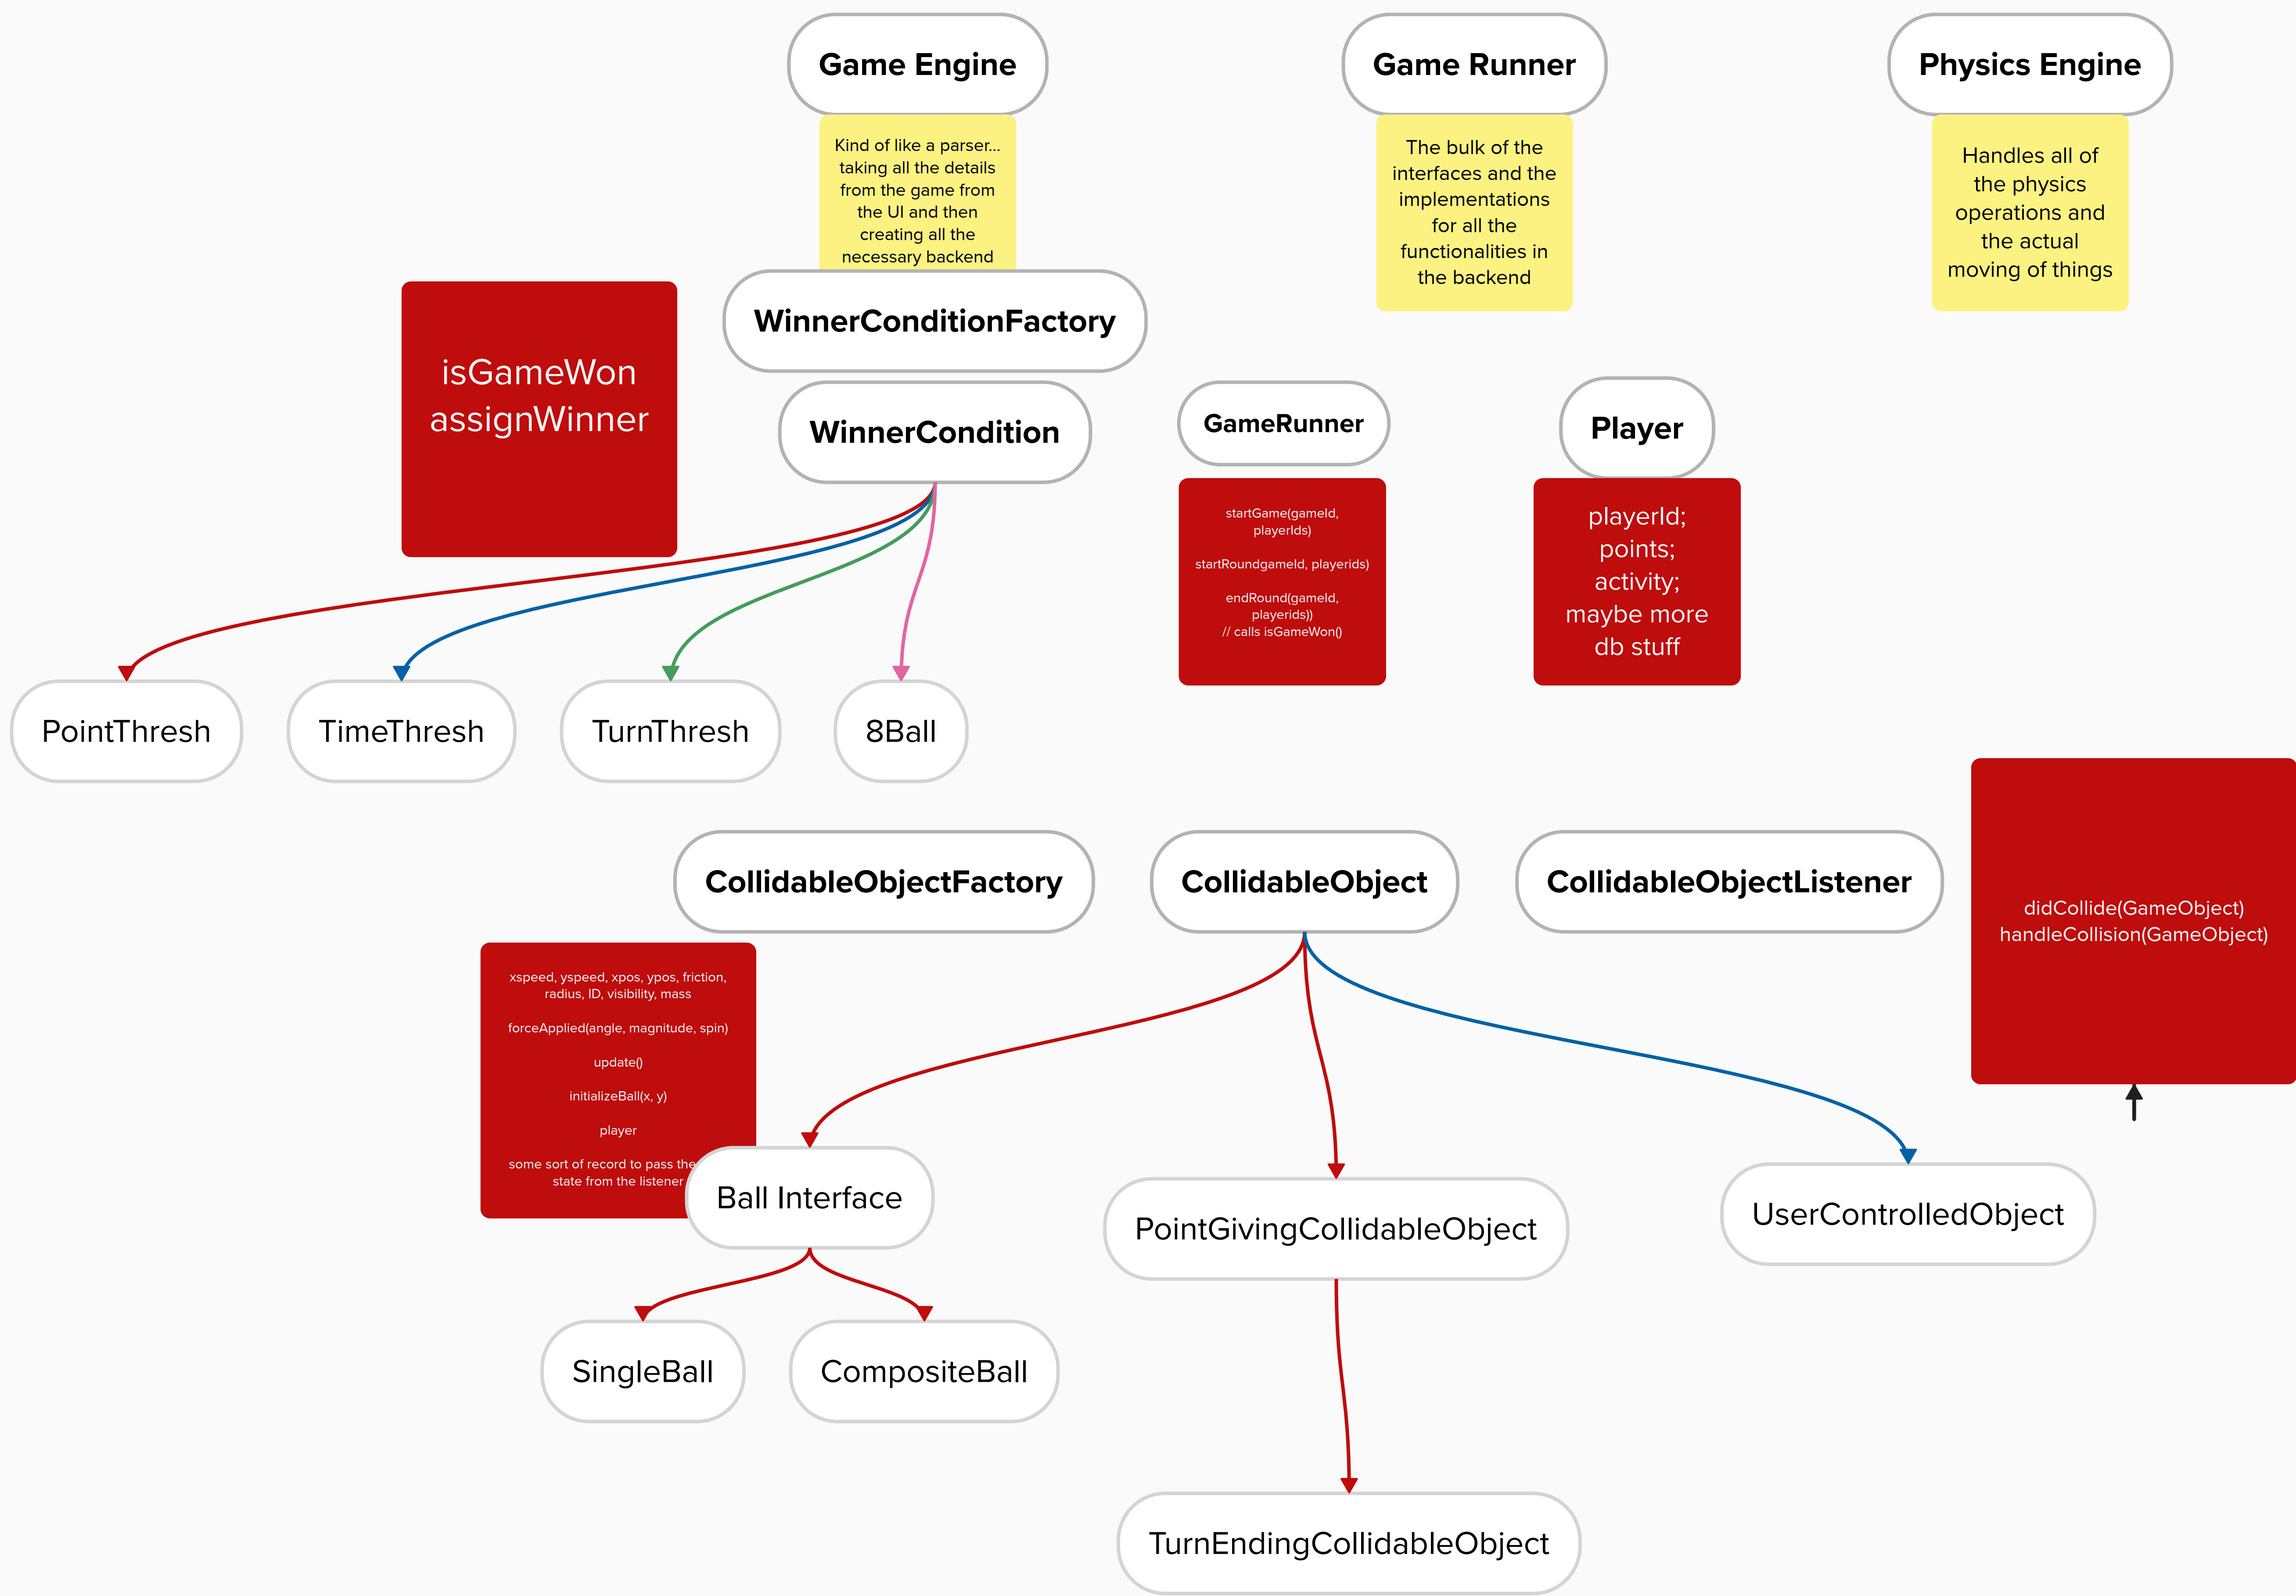 Game Engine
Game Runner
Physics Engine
Kind of like a parser...
taking all the details
from the game from
the UI and then
creating all the
necessary backend
The bulk of the
interfaces and the
implementations
for all the
functionalities in
the backend
Handles all of
the physics
operations and
the actual
moving of things
WinnerConditionFactory
isGameWon
assignWinner
WinnerCondition
GameRunner
Player
startGame(gameId,
playerIds)
startRoundgameId, playerids)
endRound(gameId,
playerids))
// calls isGameWon()
playerId;
points;
activity;
maybe more
db stuff
PointThresh
TimeThresh
TurnThresh
8Ball
CollidableObjectFactory
CollidableObject
CollidableObjectListener
didCollide(GameObject)
handleCollision(GameObject)
xspeed, yspeed, xpos, ypos, friction,
radius, ID, visibility, mass
forceApplied(angle, magnitude, spin)
update()
initializeBall(x, y)
player
some sort of record to pass the
state from the listener
Ball Interface
PointGivingCollidableObject
UserControlledObject
SingleBall
CompositeBall
TurnEndingCollidableObject